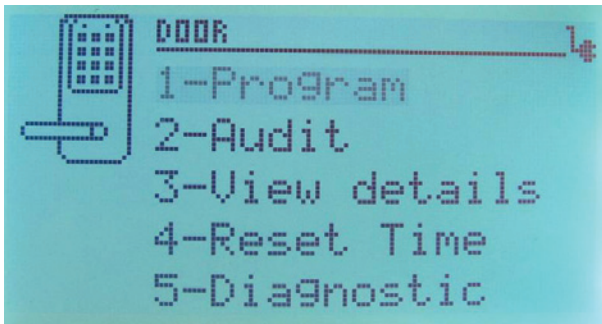 DOOR
1-Program
2-Audit
3-View details
4-Reset Time
5-Diagnostic